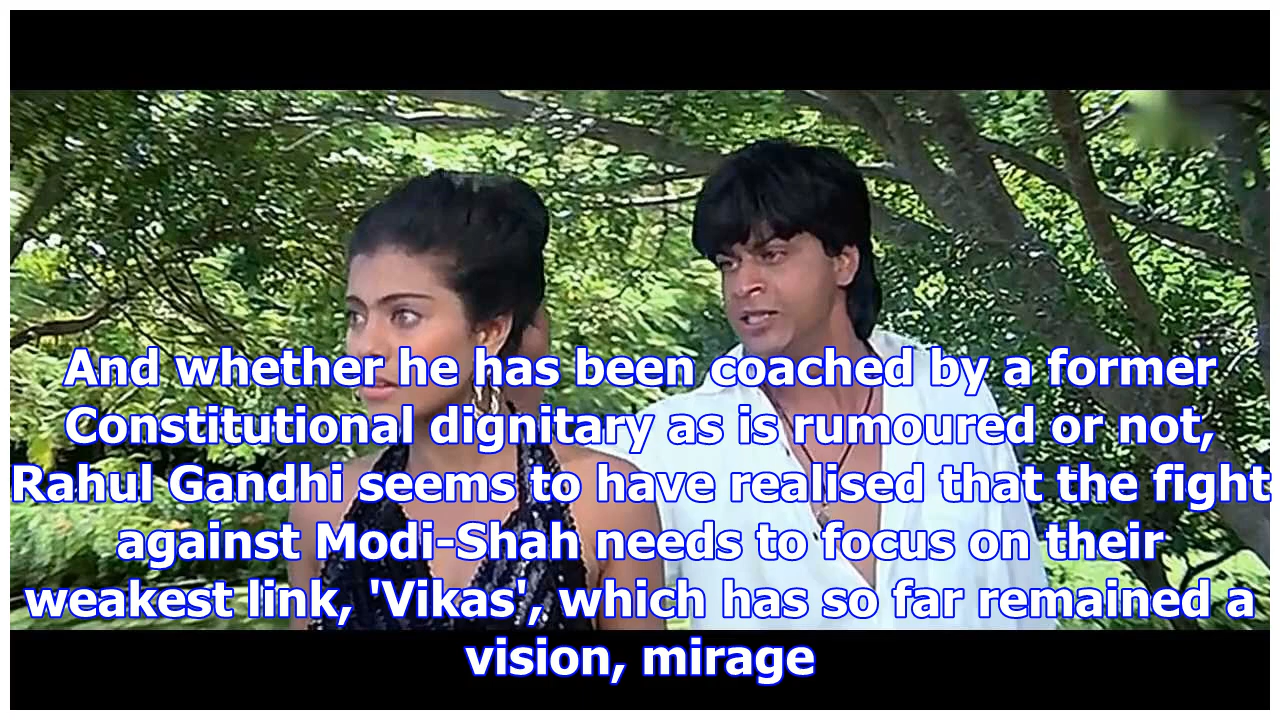 And whether he has been coached by a former
Constitutional dignitary as is rumoured or not,
Rahul Gandhi seems to have realised that the fight
against Modi-Shah needs to focus on their
weakest link, 'Vikas', which has so far remained a
vision, mirage